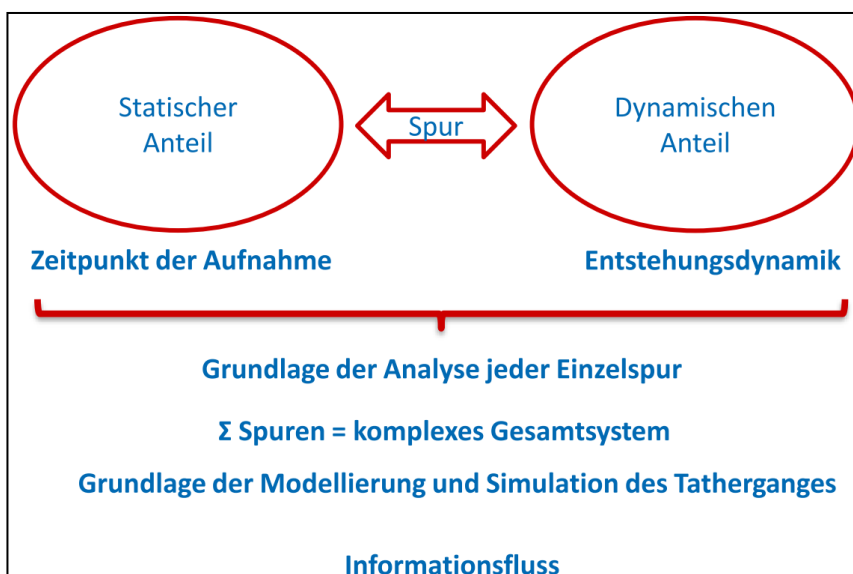 Statischer
Anteil
Spur
Dynamischen
Anteil
Zeitpunkt der Aufnahme
Entstehungsdynamik
Grundlage der Analyse jeder Einzelspur
Σ Spuren = komplexes Gesamtsystem
Grundlage der Modellierung und Simulation des Tatherganges
Informationsfluss